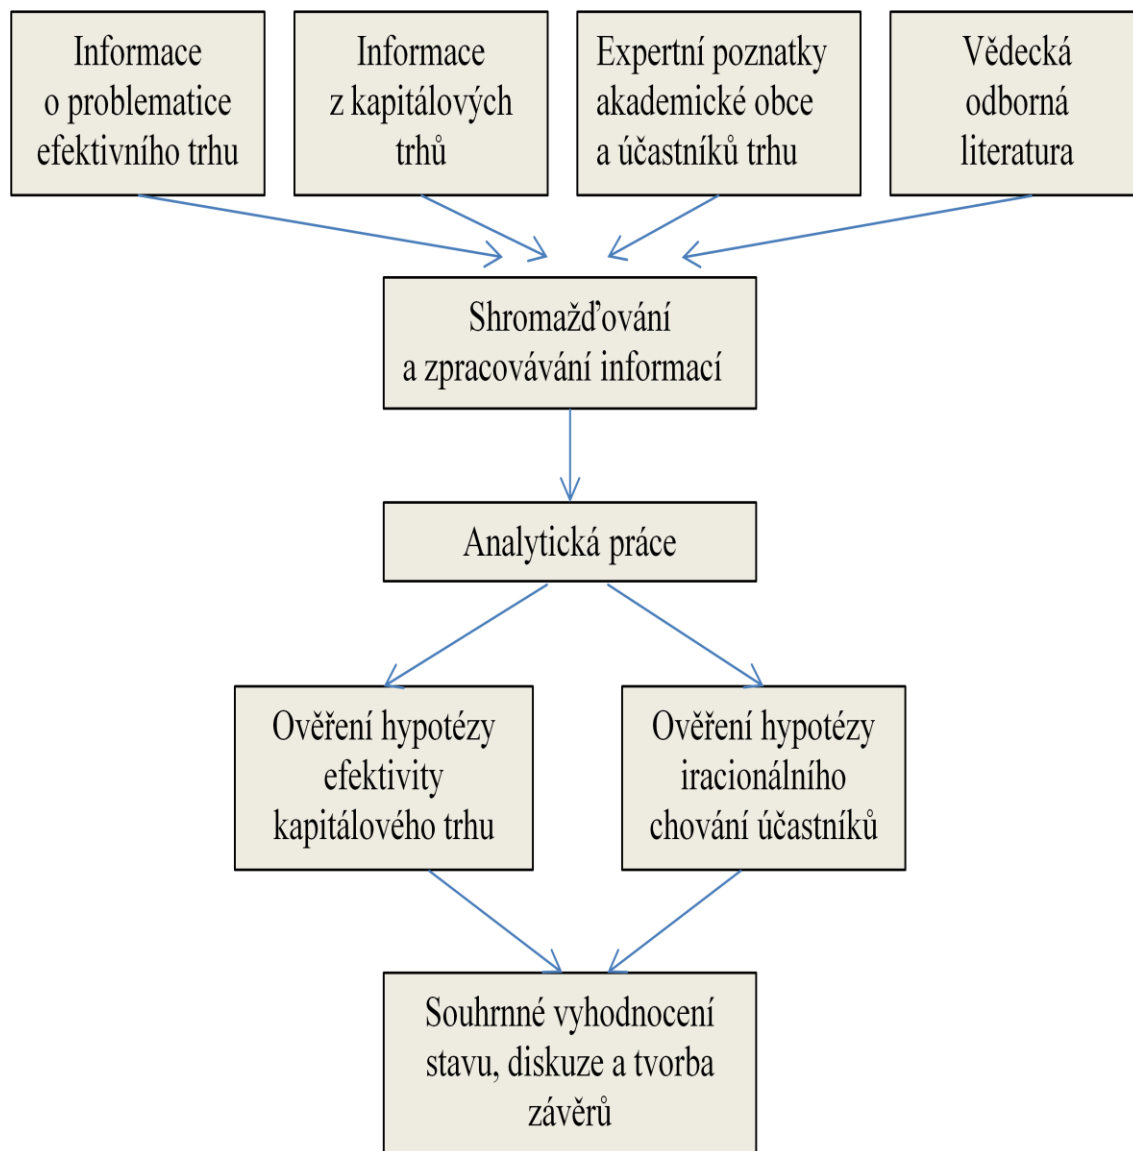 Informace
o problematice
efektivního trhu
Informace
z kapitálových
trhů
Expertní poznatky
akademické obce
a účastníků trhu
Vědecká
odborná
literatura
Shromažďování
a zpracovávání informací
Analytická práce
Ověření hypotézy
efektivity
kapitálového trhu
Ověření hypotézy
iracionálního
chování účastníků
Souhrnné vyhodnocení
stavu, diskuze a tvorba
závěrů